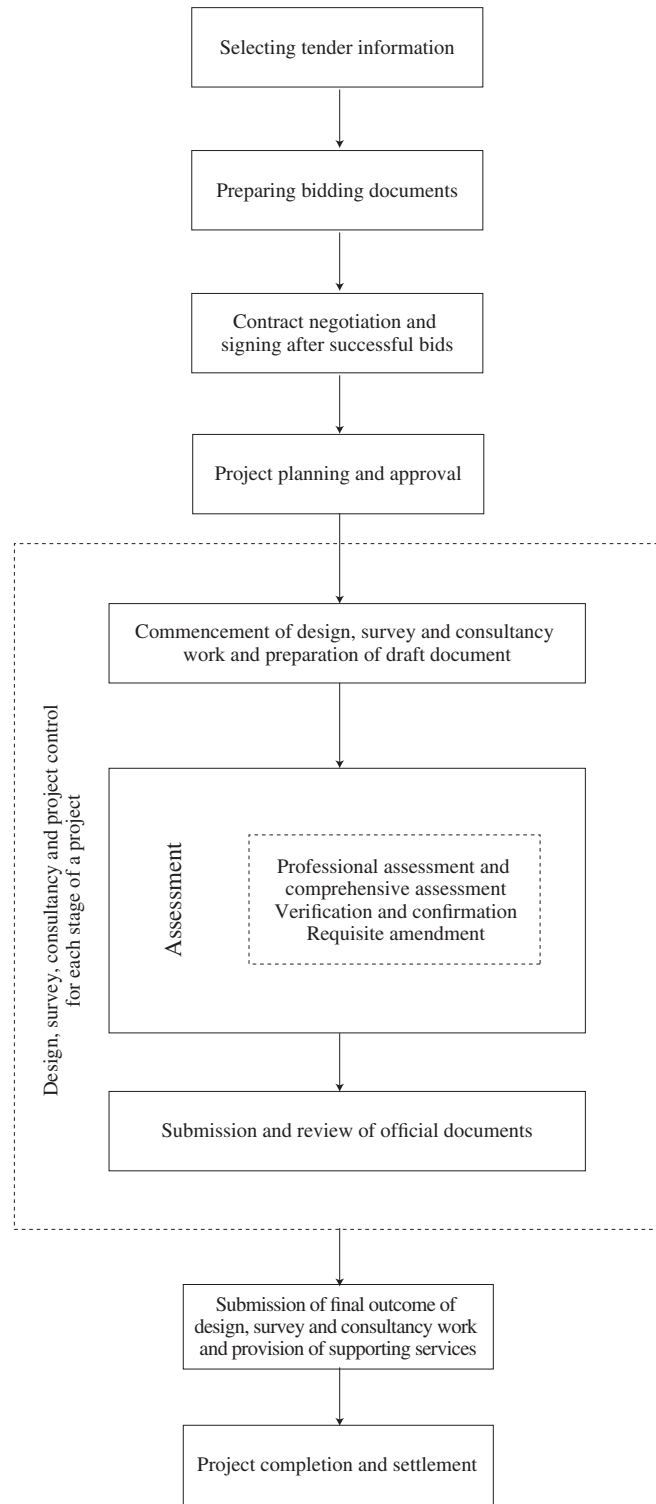 Selecting tender information
Preparing bidding documents
Contract negotiation and
signing after successful bids
Project planning and approval
Design, survey, consultancy and project control
for each stage of a project
Commencement of design, survey and consultancy
work and preparation of draft document
Assessment
Professional assessment and
comprehensive assessment
Verification and confirmation
Requisite amendment
Submission and review of official documents
Submission of final outcome of
design, survey and consultancy work
and provision of supporting services
Project completion and settlement